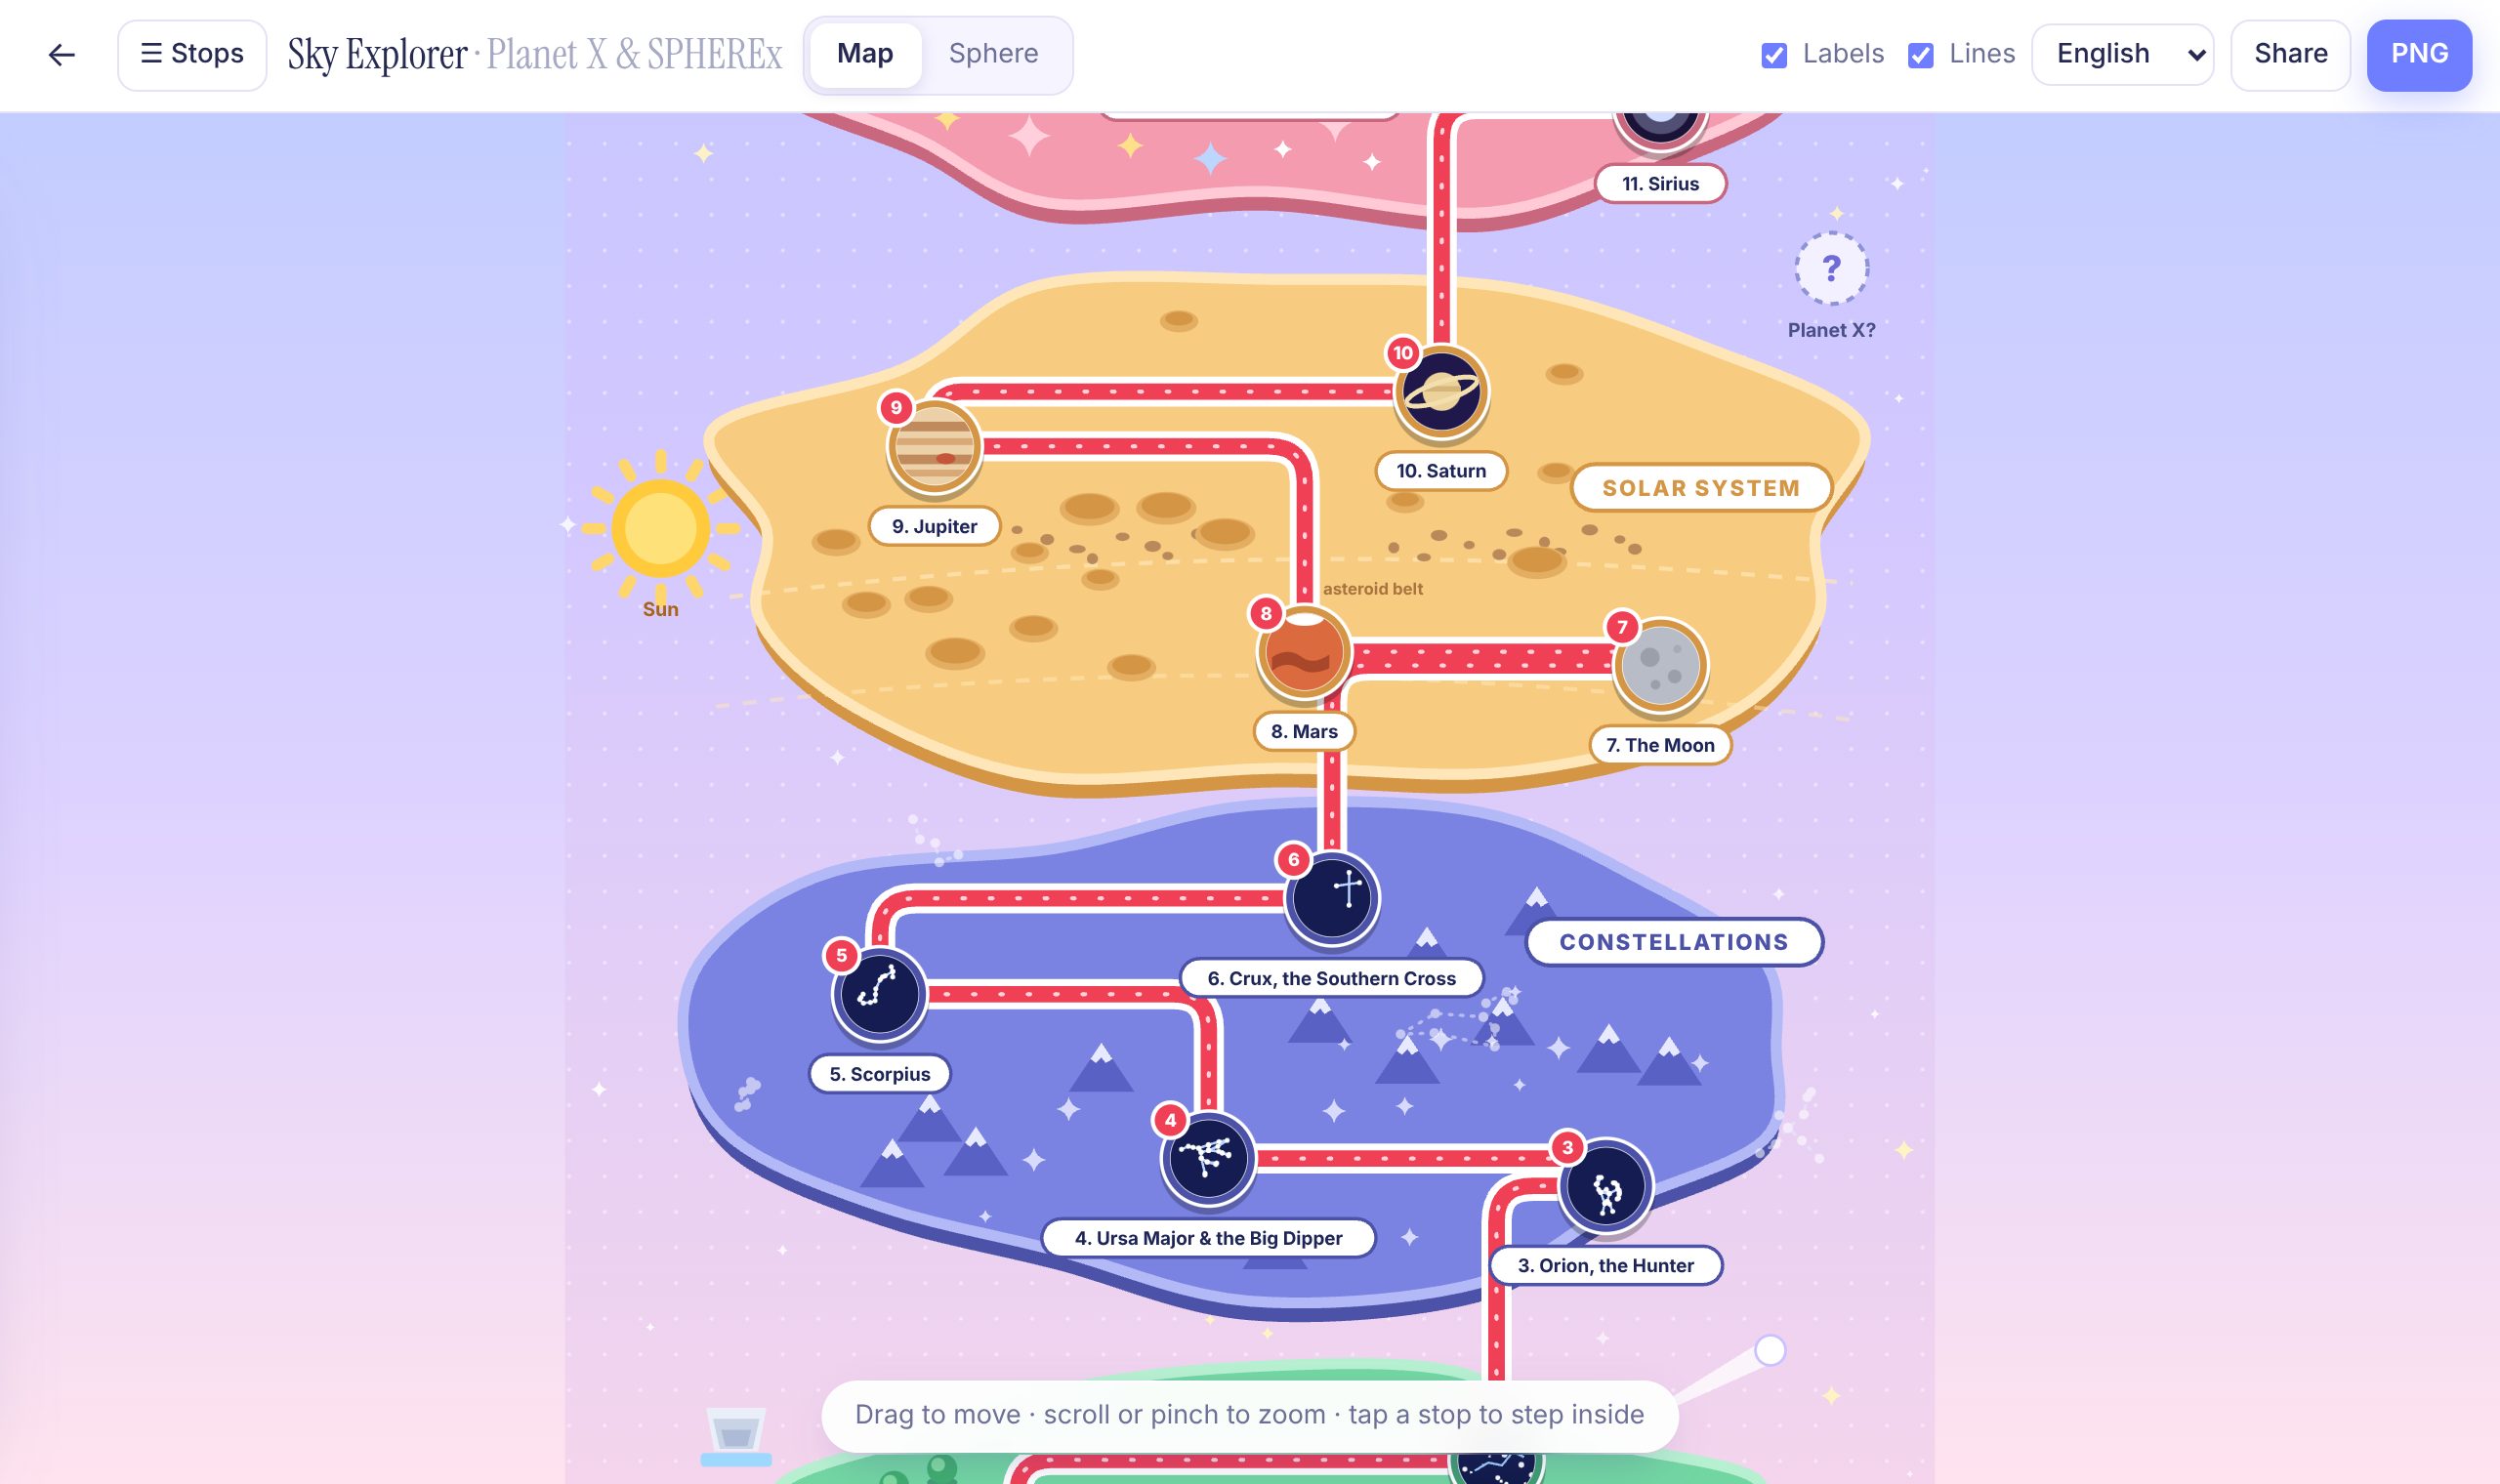 ← ☰ Stops Sky Explorer · Planet X & SPHEREx Map Sphere Labels Lines English Share PNG
11. Sirius
?
Planet X?
10
9
10. Saturn
SOLAR SYSTEM
9. Jupiter
asteroid belt
Sun
8
7
8. Mars
7. The Moon
6
CONSTELLATIONS
5
6. Crux, the Southern Cross
5. Scorpius
4
3
4. Ursa Major & the Big Dipper
3. Orion, the Hunter
Drag to move · scroll or pinch to zoom · tap a stop to step inside